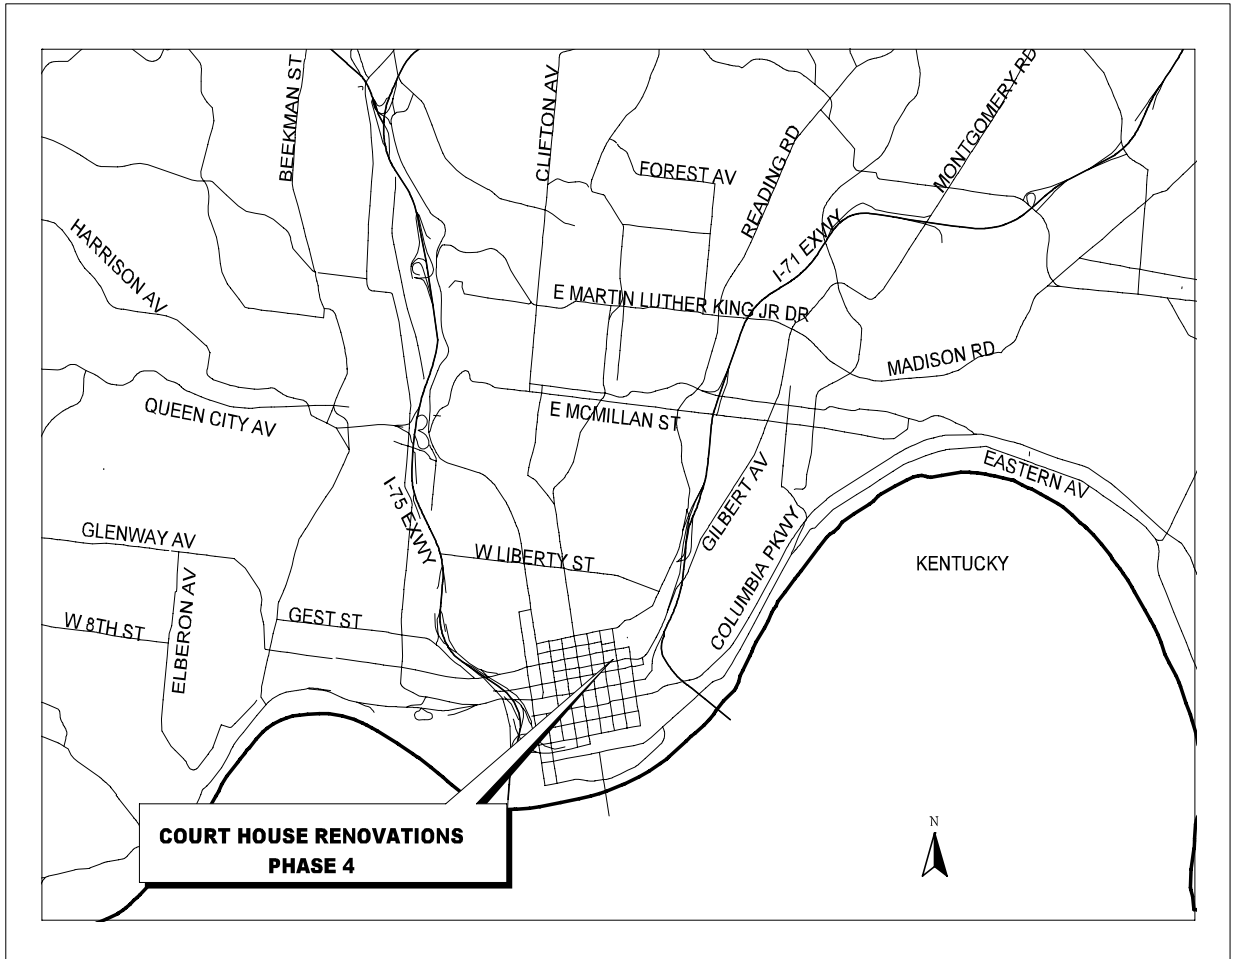 BEEKMAN ST
CLIFTON AV
MONTGOMERY RD
READING RD
FOREST AV
HARRISON AV
I-71 EXWY
E MARTIN LUTHER KING JR DR
MADISON RD
QUEEN CITY AV
E MCMILLAN ST
EASTERN AV
I-75 EXWY
GILBERT AV
COLUMBIA PKWY
GLENWAY AV
W LIBERTY ST
KENTUCKY
ELBERON AV
GEST ST
W 8TH ST
COURT HOUSE RENOVATIONS
PHASE 4
N